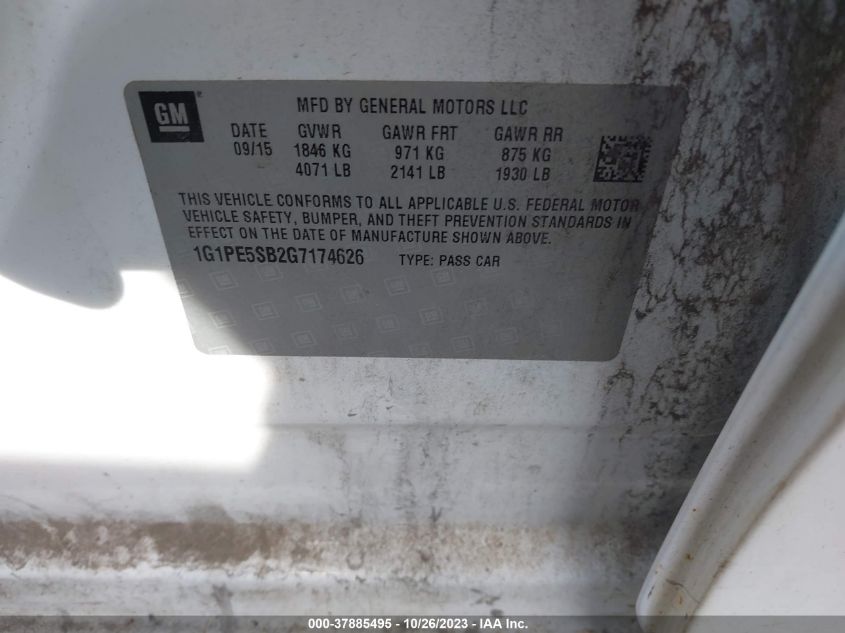 GM
MFD BY GENERAL MOTORS LLC
DATE GVWR GAWR FRT GAWR RR
09/15 1846 KG 971 KG 875 KG
4071 LB 2141 LB 1930 LB
THIS VEHICLE CONFORMS TO ALL APPLICABLE U.S. FEDERAL MOTOR
VEHICLE SAFETY, BUMPER, AND THEFT PREVENTION STANDARDS IN
EFFECT ON THE DATE OF MANUFACTURE SHOWN ABOVE.
1G1PE5SB2G7174626 TYPE: PASS CAR
000-37885495 - 10/26/2023 - IAA Inc.